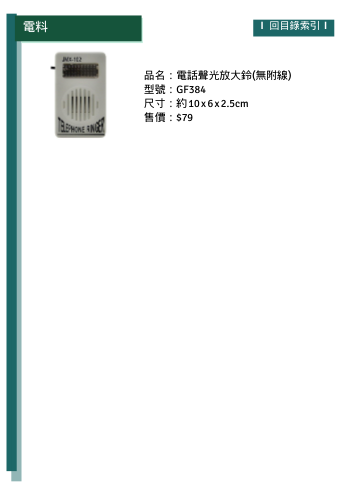 電料
I 回目錄索引 I
品名：電話聲光放大鈴(無附線)
型號：GF384
尺寸：約10x6x2.5cm
售價：$79
TELEPHONE RINGER